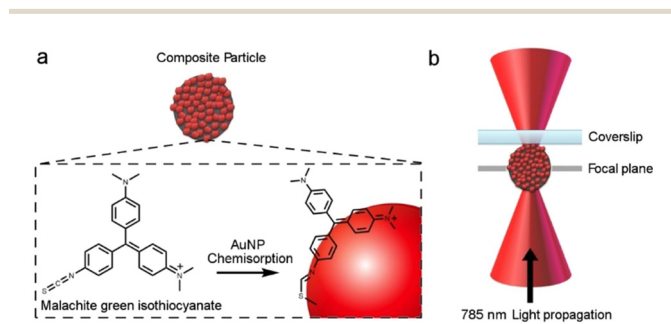 a
Composite Particle
N
N
+
S
C
N
Malachite green isothiocyanate
AuNP
Chemisorption
N
N
+
S
b
Coverslip
Focal plane
785 nm Light propagation